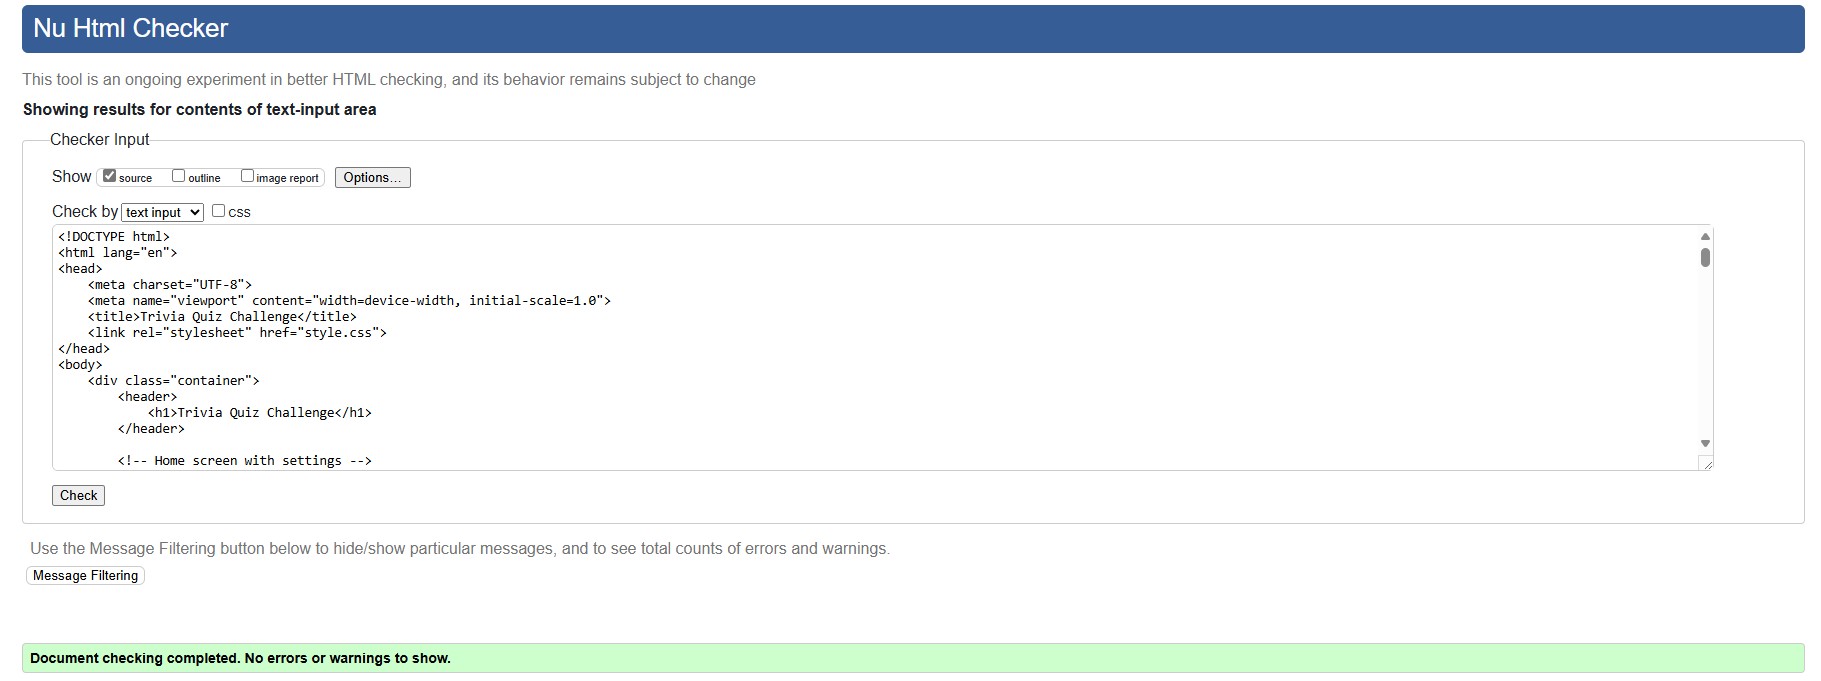 Nu Html Checker
This tool is an ongoing experiment in better HTML checking, and its behavior remains subject to change
Showing results for contents of text-input area
Checker Input
Show source outline image report Options...
Check by text input css
<!DOCTYPE html>
<html lang="en">
<head>
    <meta charset="UTF-8">
    <meta name="viewport" content="width=device-width, initial-scale=1.0">
    <title>Trivia Quiz Challenge</title>
    <link rel="stylesheet" href="style.css">
</head>
<body>
    <div class="container">
        <header>
            <h1>Trivia Quiz Challenge</h1>
        </header>
        <!-- Home screen with settings -->
Check
Use the Message Filtering button below to hide/show particular messages, and to see total counts of errors and warnings.
Message Filtering
Document checking completed. No errors or warnings to show.